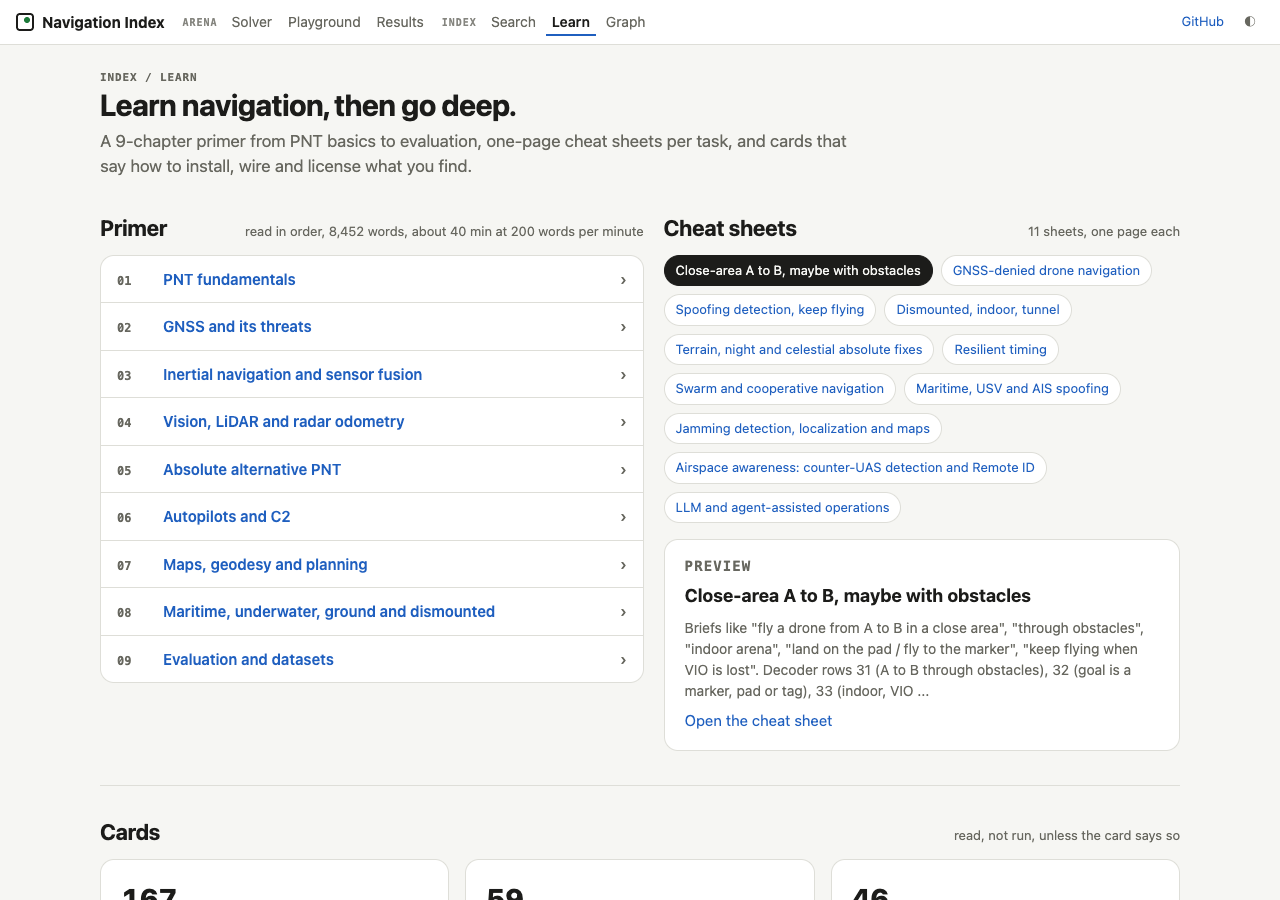 Navigation Index ARENA Solver Playground Results INDEX Search Learn Graph GitHub
INDEX / LEARN
Learn navigation, then go deep.
A 9-chapter primer from PNT basics to evaluation, one-page cheat sheets per task, and cards that
say how to install, wire and license what you find.
Primer read in order, 8,452 words, about 40 min at 200 words per minute
01 PNT fundamentals ›
02 GNSS and its threats ›
03 Inertial navigation and sensor fusion ›
04 Vision, LiDAR and radar odometry ›
05 Absolute alternative PNT ›
06 Autopilots and C2 ›
07 Maps, geodesy and planning ›
08 Maritime, underwater, ground and dismounted ›
09 Evaluation and datasets ›
Cheat sheets 11 sheets, one page each
Close-area A to B, maybe with obstacles GNSS-denied drone navigation
Spoofing detection, keep flying Dismounted, indoor, tunnel
Terrain, night and celestial absolute fixes Resilient timing
Swarm and cooperative navigation Maritime, USV and AIS spoofing
Jamming detection, localization and maps
Airspace awareness: counter-UAS detection and Remote ID
LLM and agent-assisted operations
PREVIEW
Close-area A to B, maybe with obstacles
Briefs like "fly a drone from A to B in a close area", "through obstacles",
"indoor arena", "land on the pad / fly to the marker", "keep flying when
VIO is lost". Decoder rows 31 (A to B through obstacles), 32 (goal is a
marker, pad or tag), 33 (indoor, VIO ...
Open the cheat sheet
Cards read, not run, unless the card says so
167 59 46